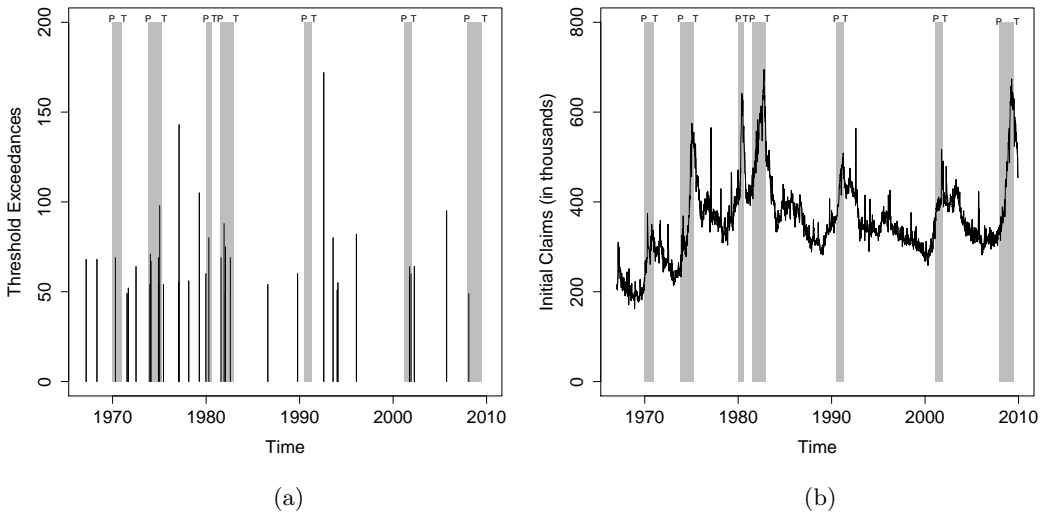 P T P T P TP T P T P T P T
200
150
100
50
0
Threshold Exceedances
1970 1980 1990 2000 2010
Time
(a)
P T P T P TP T P T P T P T
800
600
400
200
0
Initial Claims (in thousands)
1970 1980 1990 2000 2010
Time
(b)